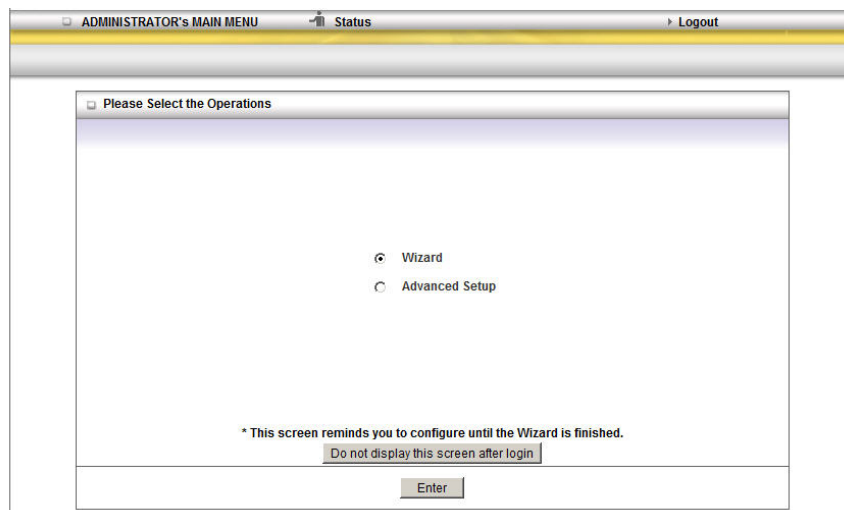 ADMINISTRATOR's MAIN MENU Status Logout
Please Select the Operations
Wizard
Advanced Setup
* This screen reminds you to configure until the Wizard is finished.
Do not display this screen after login
Enter